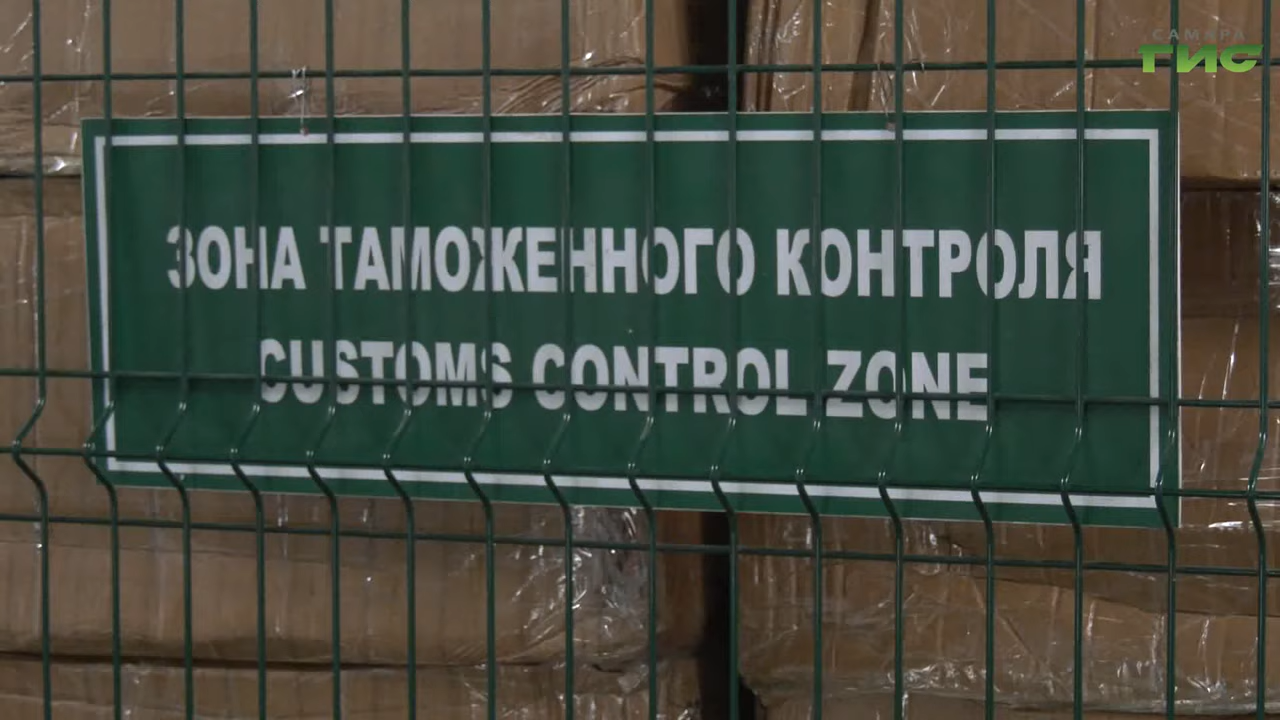 САМАРА
ГИС
ЗОНА ТАМОЖЕННОГО КОНТРОЛЯ
CUSTOMS CONTROL ZONE